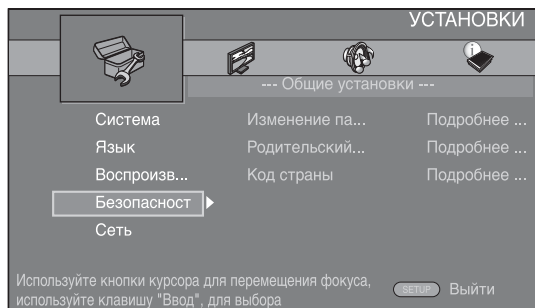 УСТАНОВКИ
--- Общие установки ---
Система
Изменение па... Подробнее ...
Язык
Родительский... Подробнее ...
Воспроизв...
Код страны Подробнее ...
Безопасност
Сеть
Используйте кнопки курсора для перемещения фокуса,
используйте клавишу "Ввод", для выбора
SETUP Выйти